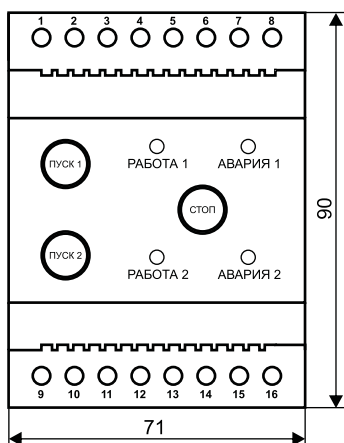 1 2 3 4 5 6 7 8
ПУСК 1
РАБОТА 1
АВАРИЯ 1
СТОП
ПУСК 2
РАБОТА 2
АВАРИЯ 2
9 10 11 12 13 14 15 16
90
71